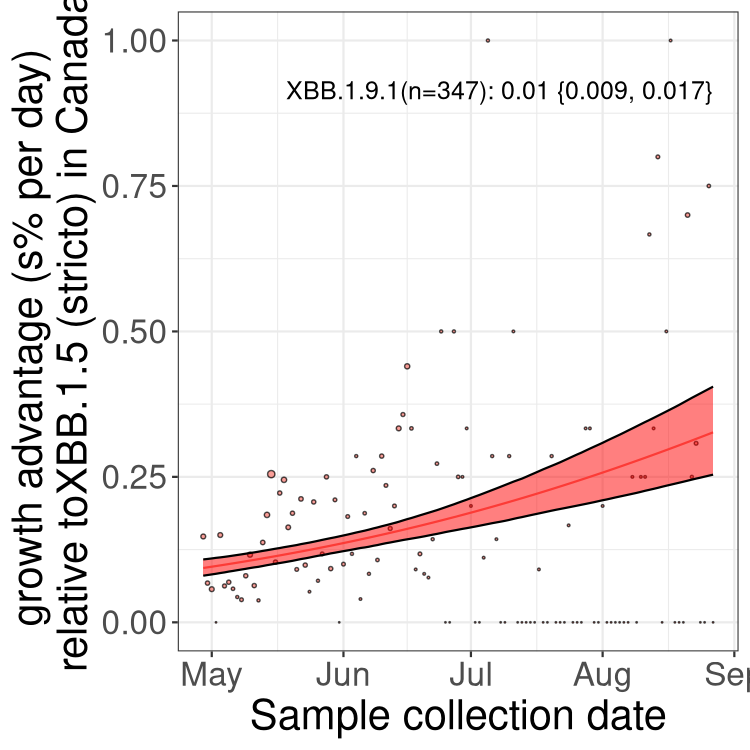 growth advantage (s% per day)
relative toXBB.1.5 (stricto) in Canada
1.00
0.75
0.50
0.25
0.00
XBB.1.9.1(n=347): 0.01 {0.009, 0.017}
May Jun Jul Aug Sep
Sample collection date